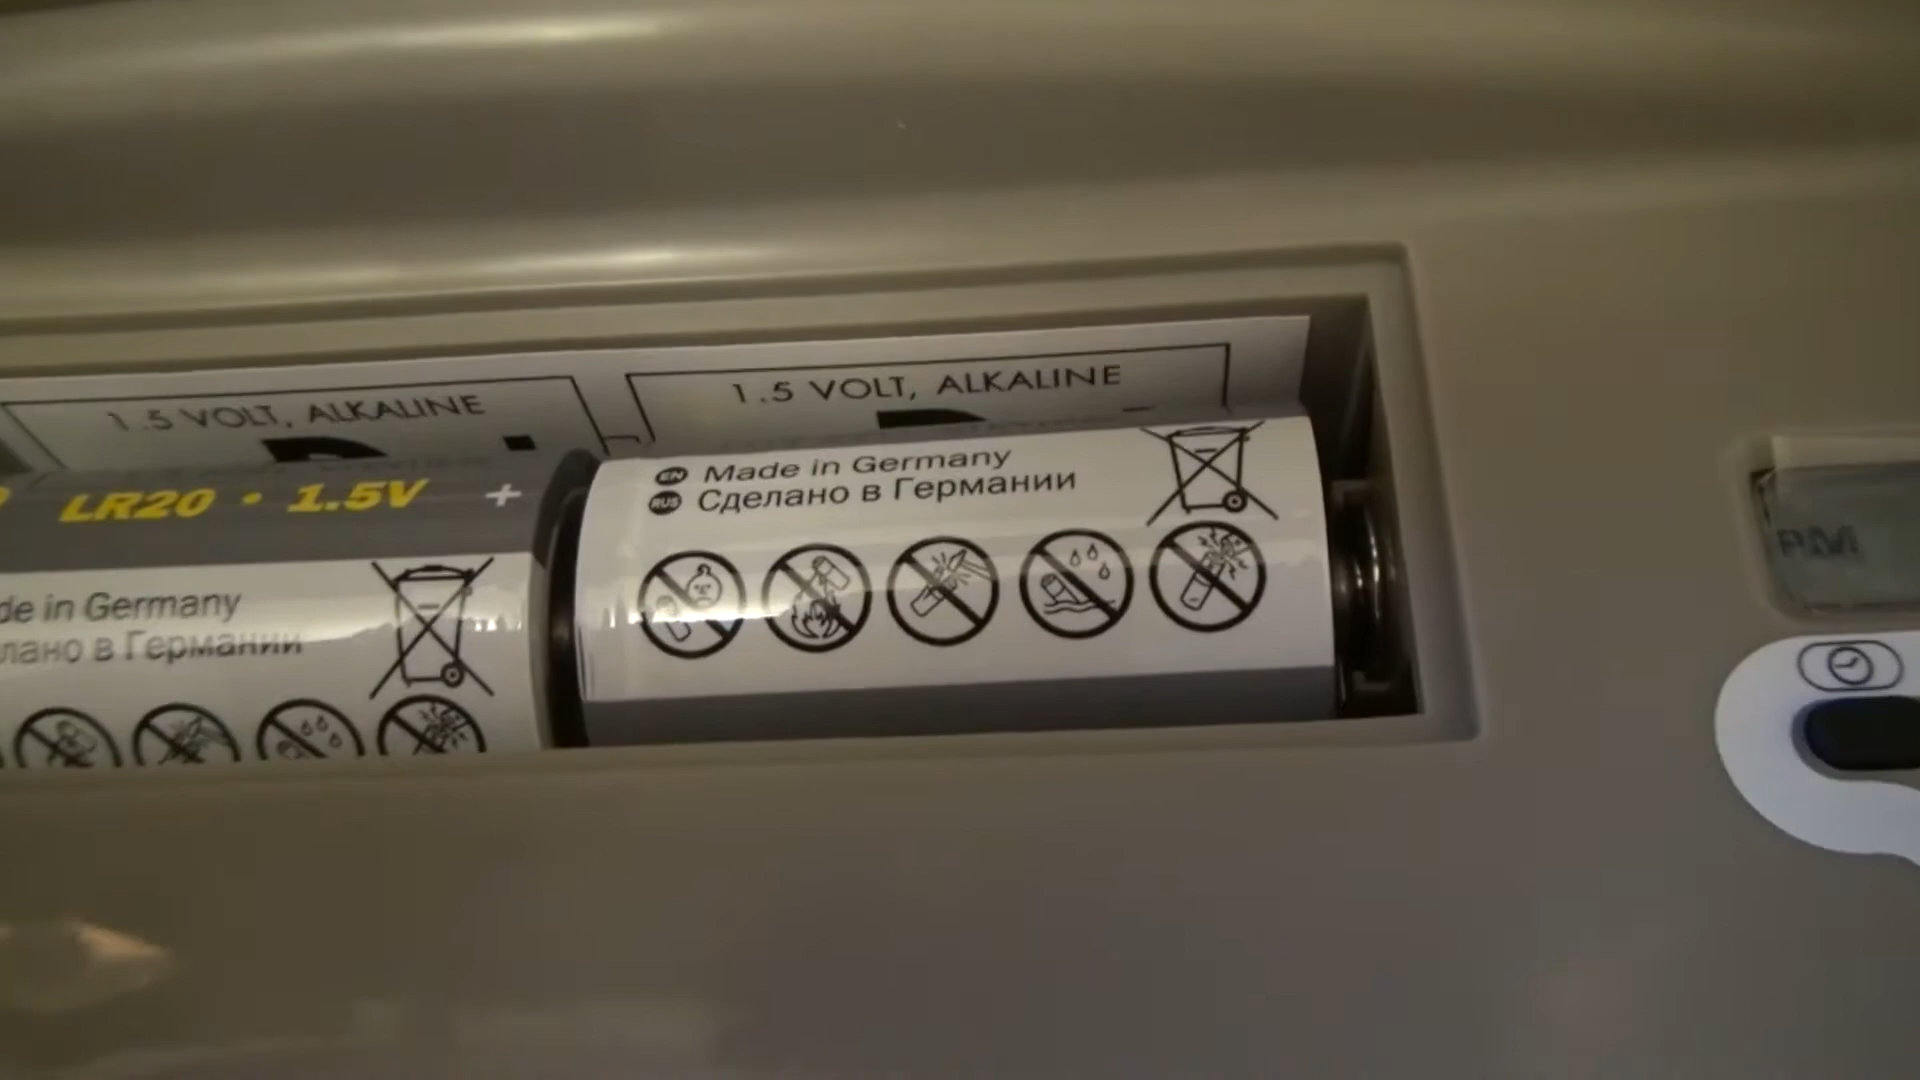 1.5 VOLT, ALKALINE
1.5 VOLT, ALKALINE
LR20 • 1.5V +
EN Made in Germany
RUS Сделано в Германии
de in Germany
лано в Германии
PM